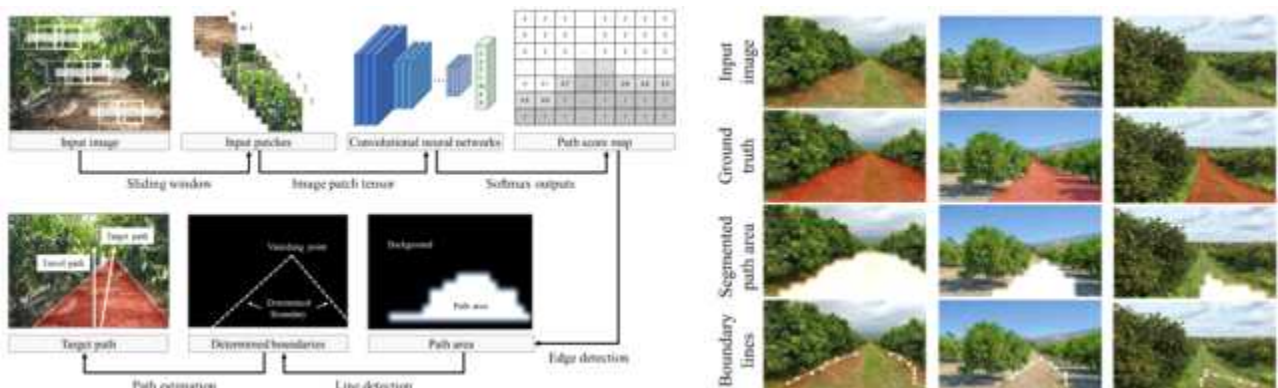 Input image
Input patches
Convolutional neural networks
Path score map
Sliding window
Image patch tensor
Softmax outputs
Target path
Travel path
Vanishing point
Determined
Boundary
Background
Path area
Target path
Determined boundaries
Path area
Edge detection
Path estimation
Line detection
Input
image
Ground
truth
Segmented
path area
Boundary
lines